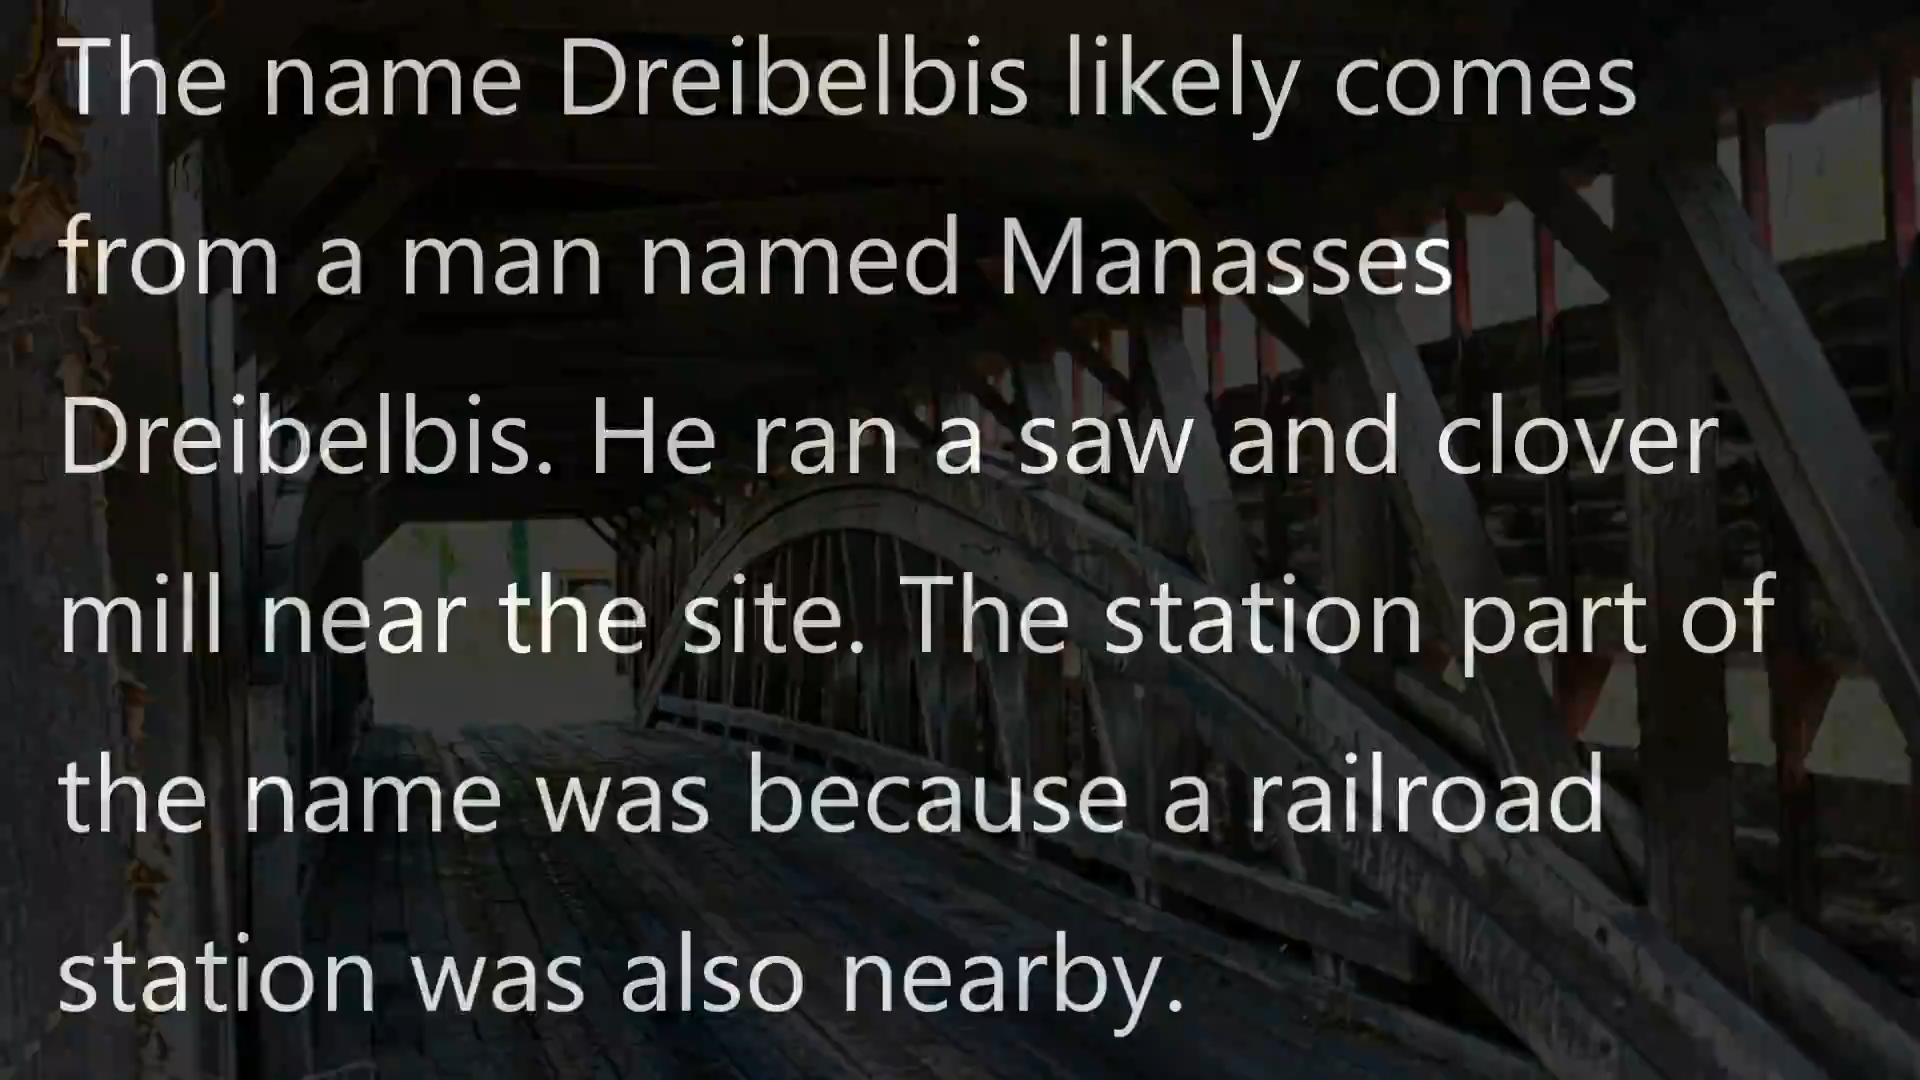 The name Dreibelbis likely comes
from a man named Manasses
Dreibelbis. He ran a saw and clover
mill near the site. The station part of
the name was because a railroad
station was also nearby.